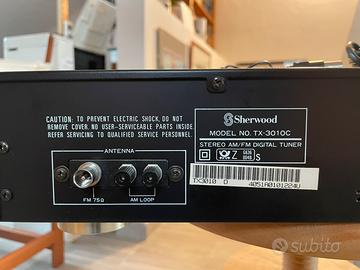 CAUTION: TO PREVENT ELECTRIC SHOCK, DO NOT
REMOVE COVER. NO USER-SERVICEABLE PARTS INSIDE.
REFER SERVICING TO QUALIFIED SERVICE PERSONNEL.
Sherwood
MODEL NO. TX-3010C
STEREO AM/FM DIGITAL TUNER
Z
S
ANTENNA
FM 75Ω
AM LOOP
TX3010 D
4051A0101224U
subito